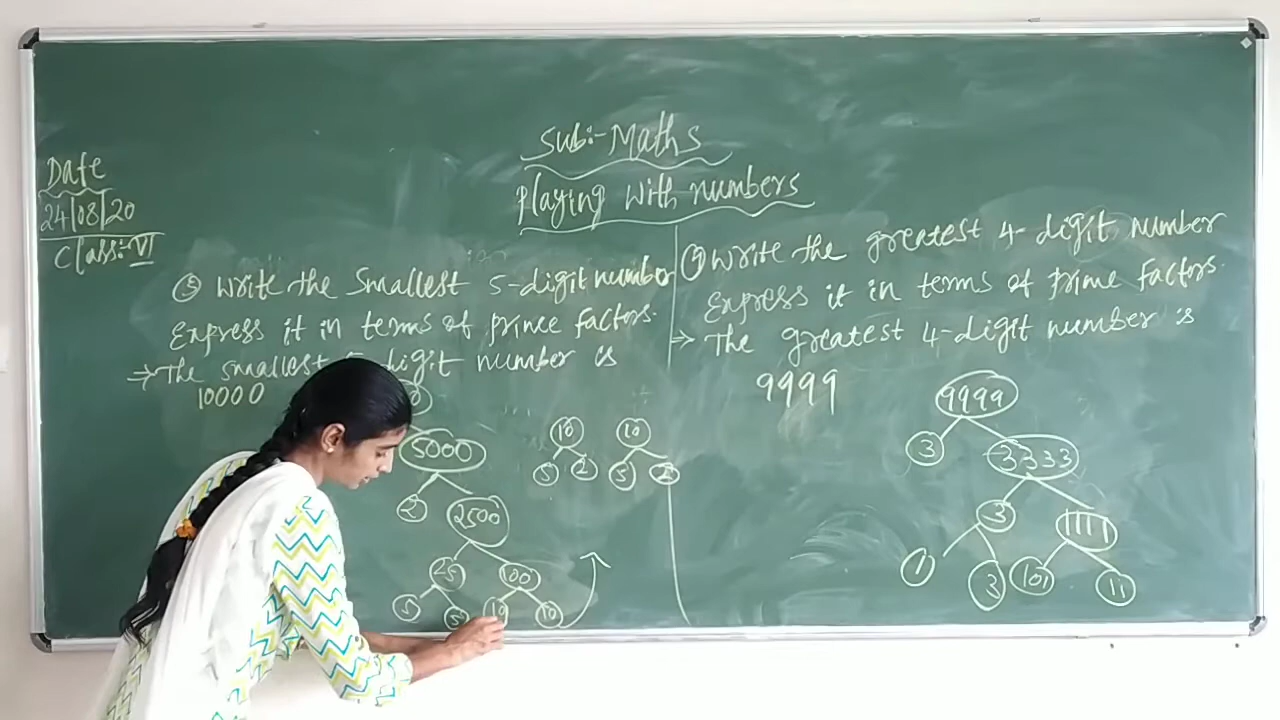 Sub:- Maths
Playing with numbers
Date
24/08/20
Class:- VI
⑤ Write the smallest 5-digit number
Express it in terms of prince factors.
→ The smallest digit number is
10000
5000
2
2500
25
100
5
5
10
10
10
5
2
10
5
2
④ Write the greatest 4-digit number
Express it in terms of prime factors.
→ The greatest 4-digit number is
9999
9999
3
3333
3
1111
1
3
101
11